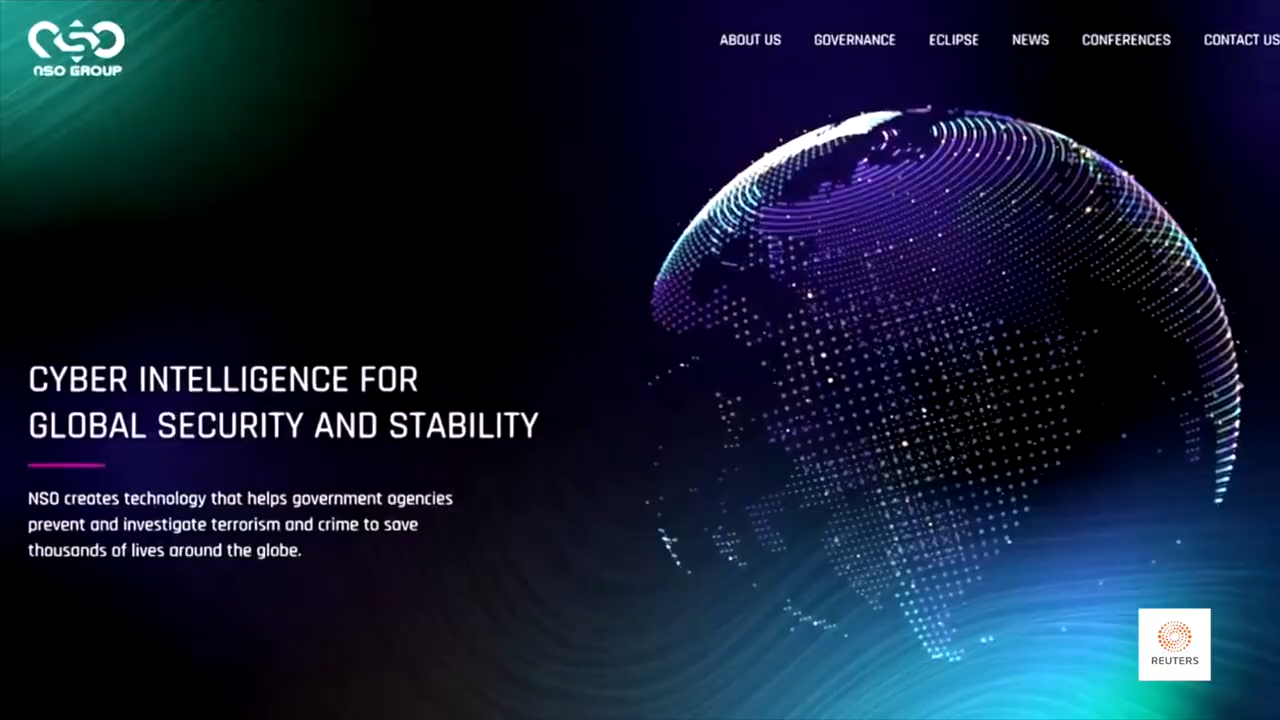 NSO GROUP
ABOUT US GOVERNANCE ECLIPSE NEWS CONFERENCES CONTACT US
CYBER INTELLIGENCE FOR
GLOBAL SECURITY AND STABILITY
NSO creates technology that helps government agencies
prevent and investigate terrorism and crime to save
thousands of lives around the globe.
REUTERS